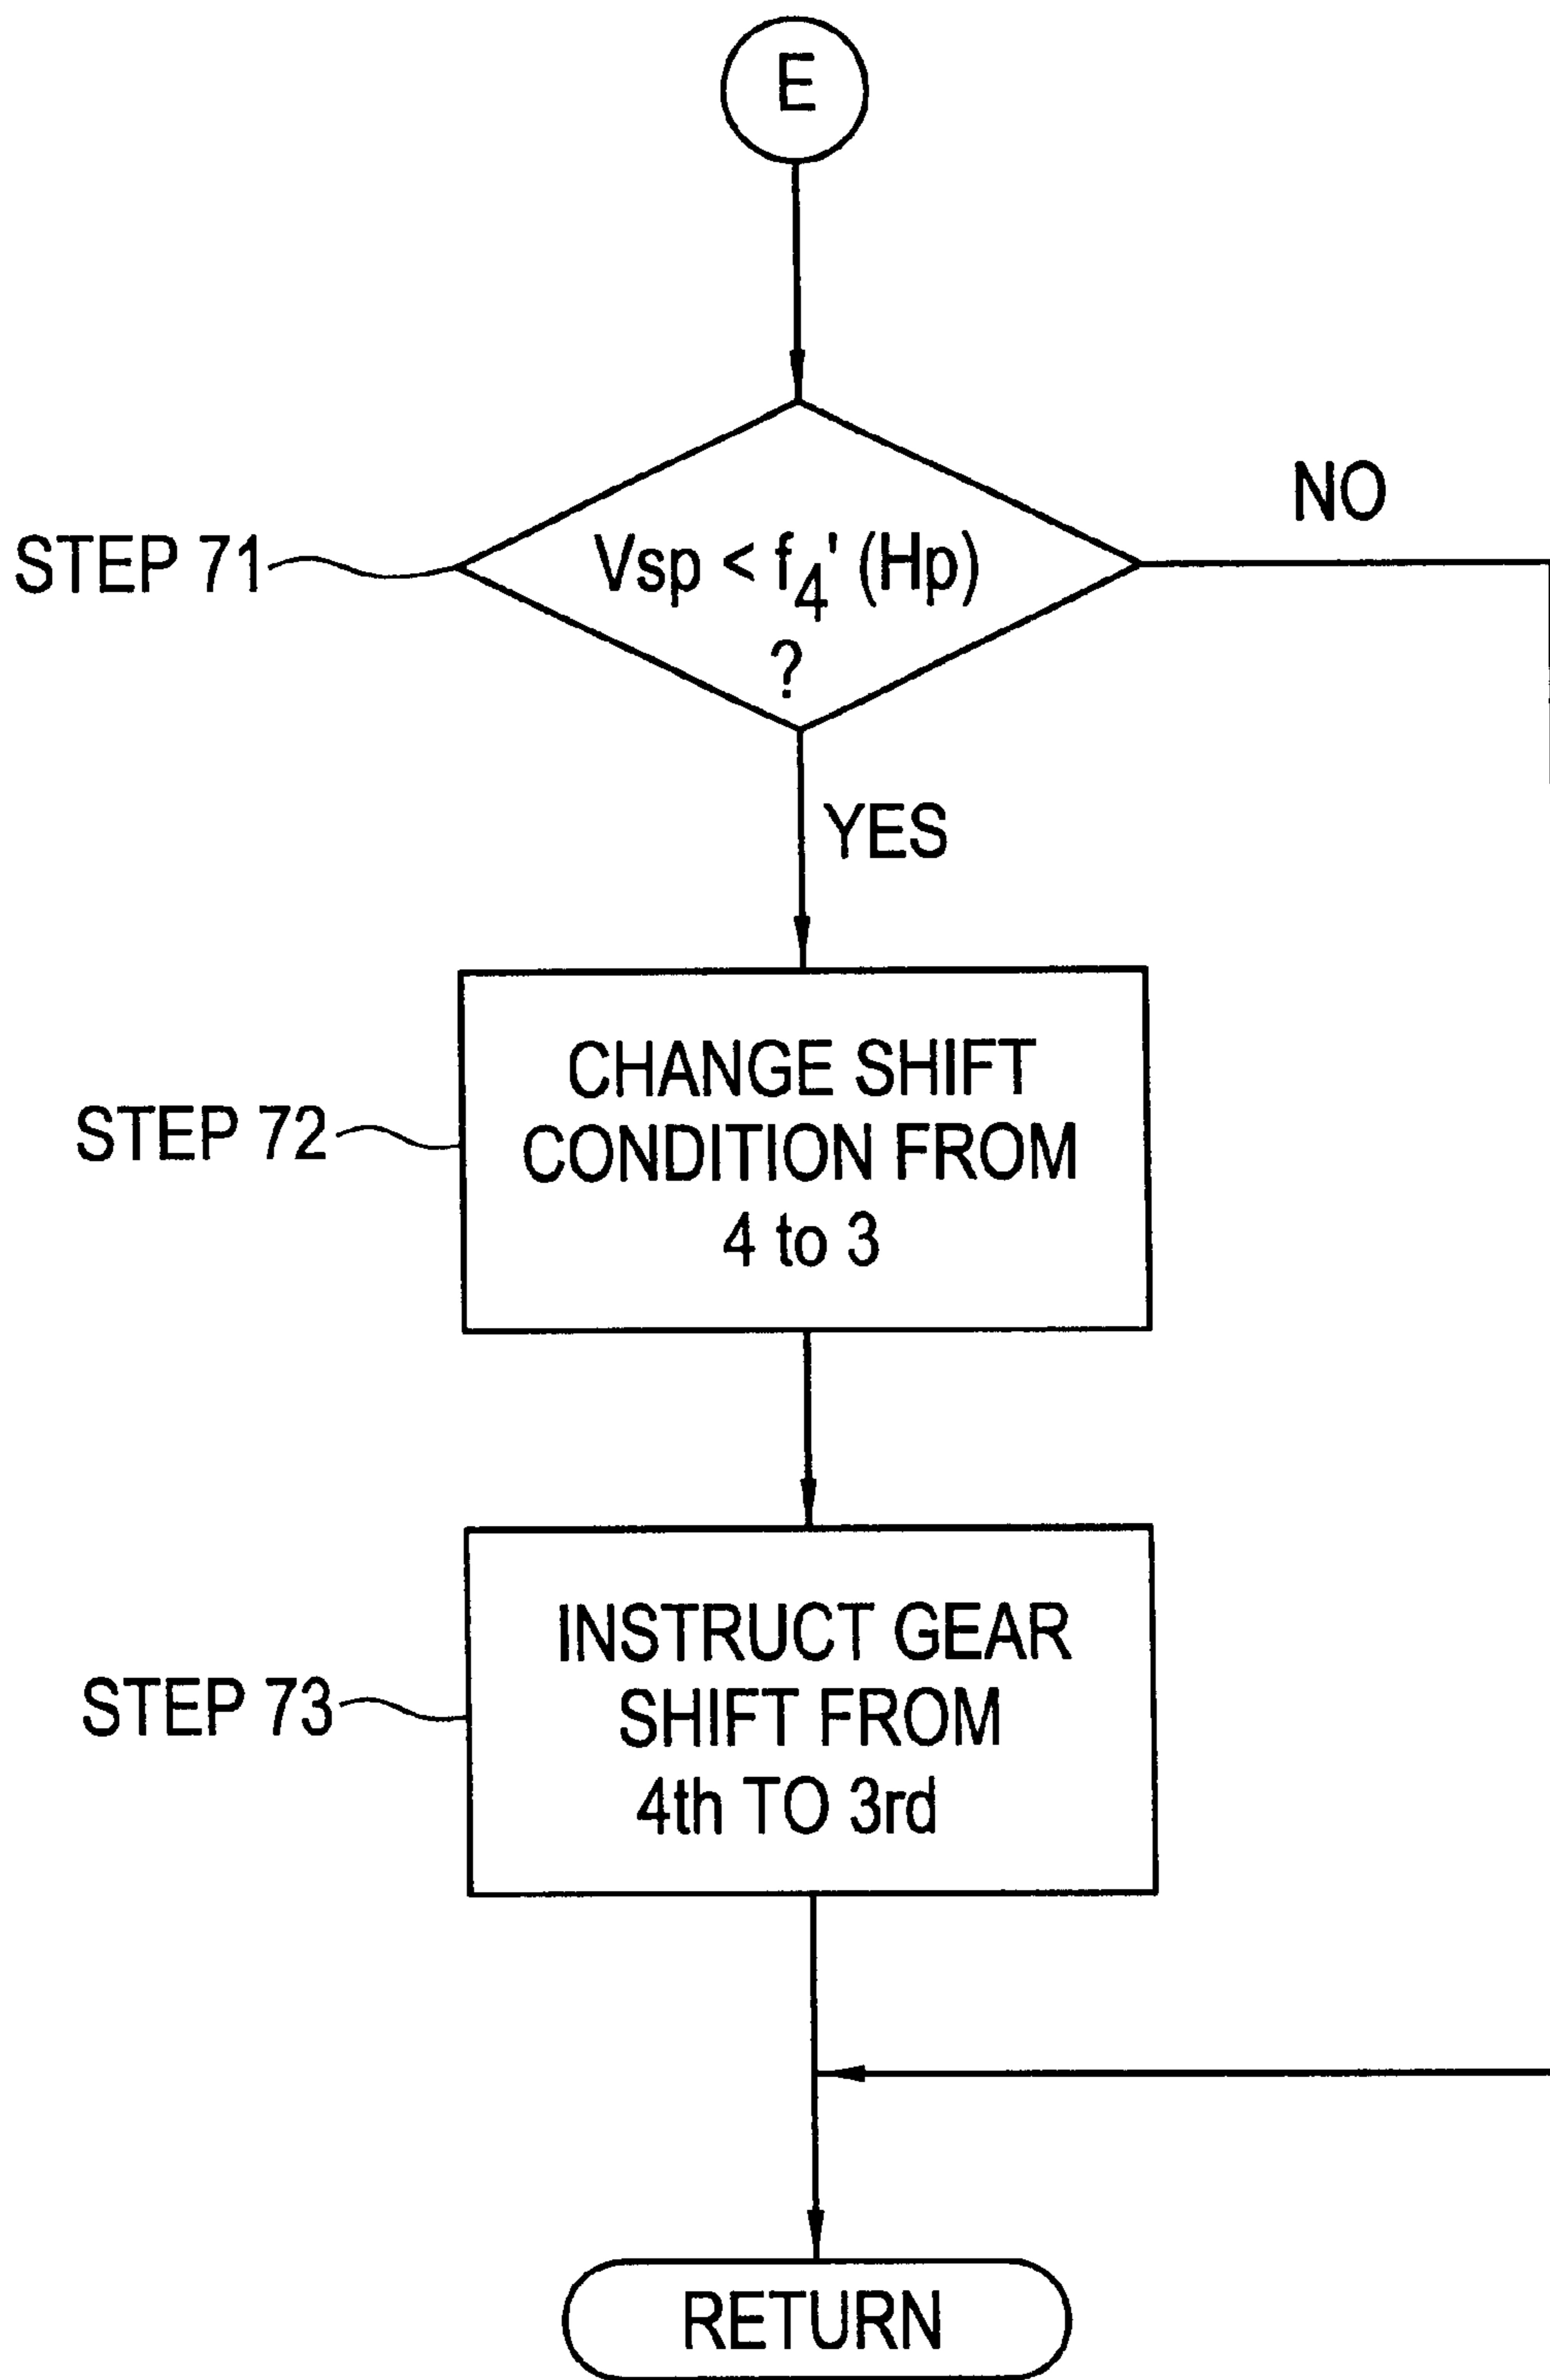 E
STEP 71
Vsp < f4' (Hp)
?
NO
YES
STEP 72
CHANGE SHIFT
CONDITION FROM
4 to 3
STEP 73
INSTRUCT GEAR
SHIFT FROM
4th TO 3rd
RETURN